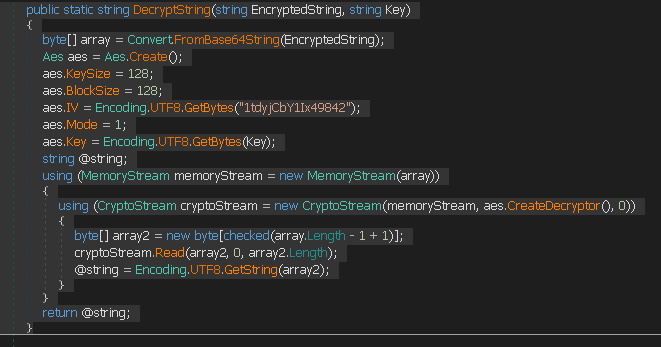 public static string DecryptString(string EncryptedString, string Key)
{
byte[] array = Convert.FromBase64String(EncryptedString);
Aes aes = Aes.Create();
aes.KeySize = 128;
aes.BlockSize = 128;
aes.IV = Encoding.UTF8.GetBytes("1tdyjCbY1Ix49842");
aes.Mode = 1;
aes.Key = Encoding.UTF8.GetBytes(Key);
string @string;
using (MemoryStream memoryStream = new MemoryStream(array))
{
using (CryptoStream cryptoStream = new CryptoStream(memoryStream, aes.CreateDecryptor(), 0))
{
byte[] array2 = new byte[checked(array.Length - 1 + 1)];
cryptoStream.Read(array2, 0, array2.Length);
@string = Encoding.UTF8.GetString(array2);
}
}
return @string;
}